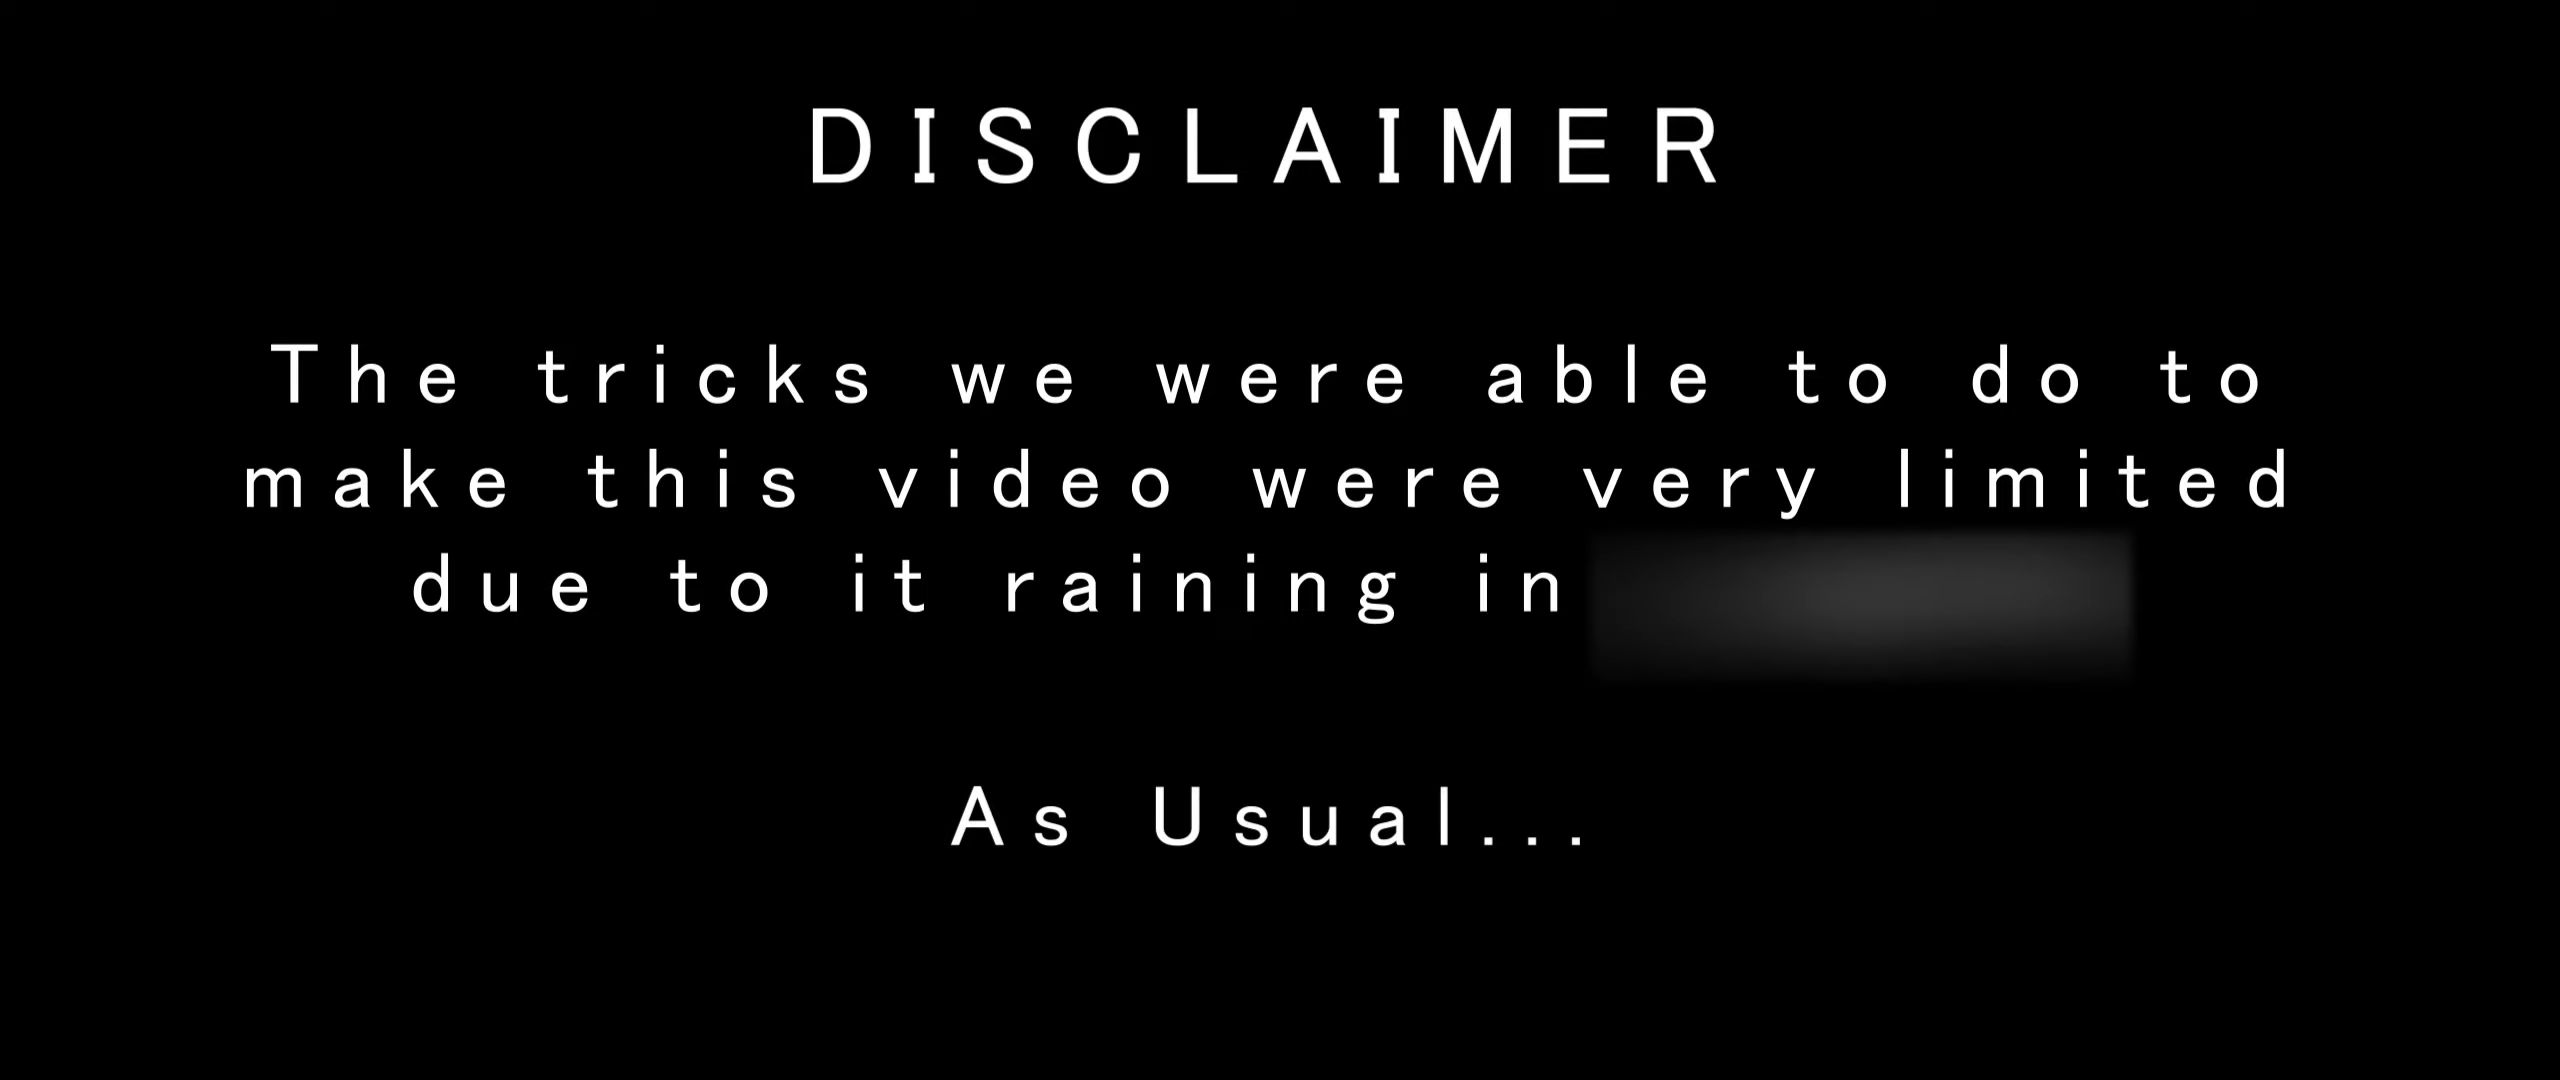 DISCLAIMER
The tricks we were able to do to
make this video were very limited
due to it raining in
As Usual...